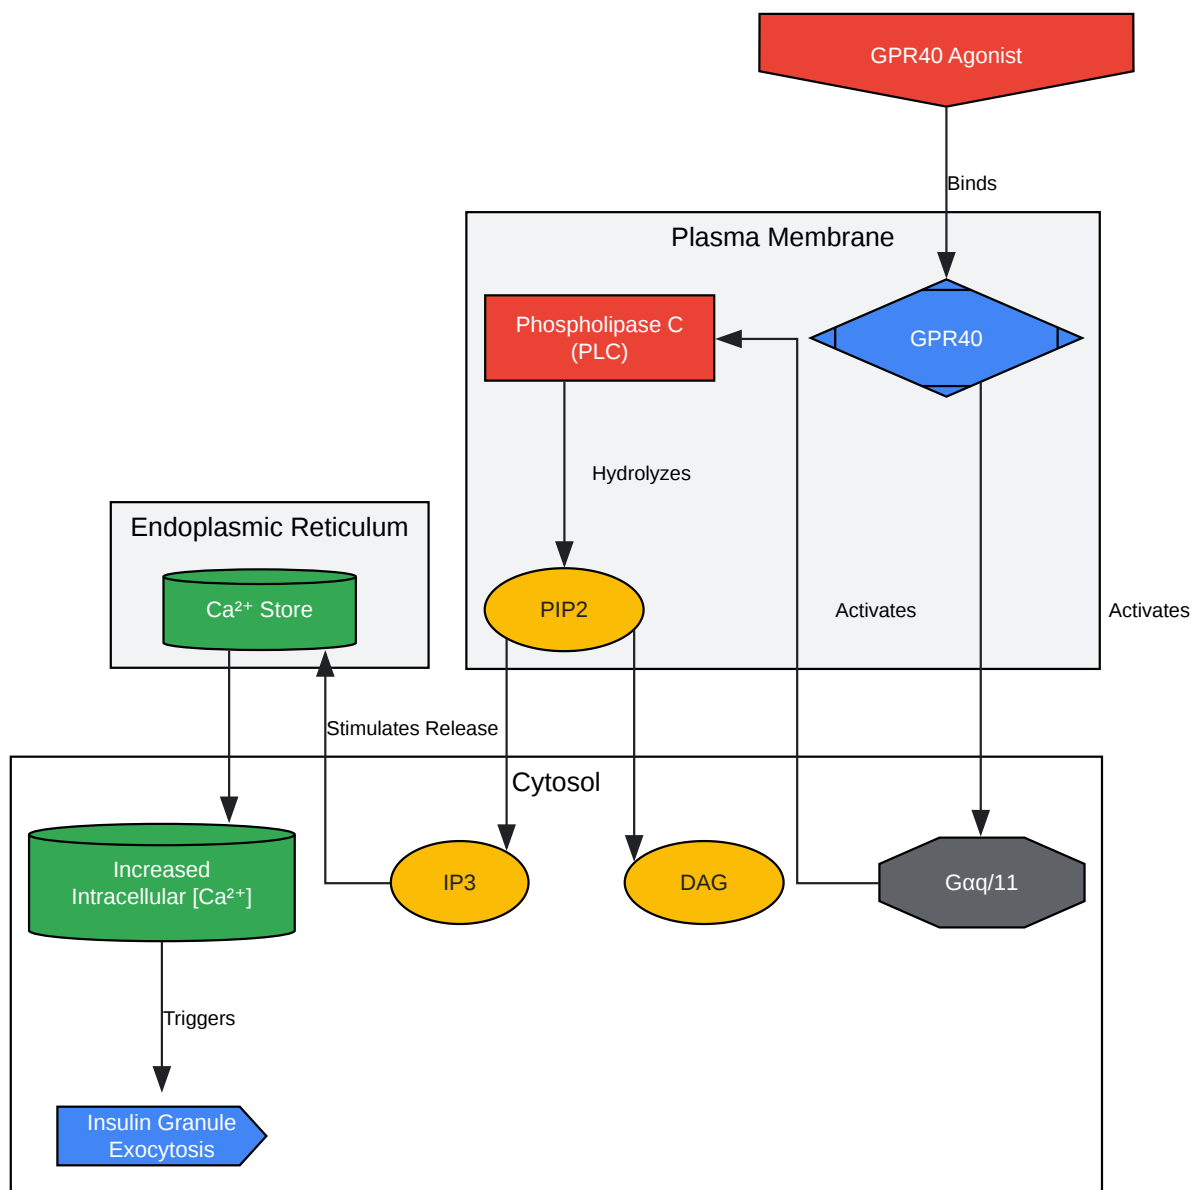 GPR40 Agonist
Binds
Plasma Membrane
Phospholipase C
(PLC)
GPR40
Hydrolyzes
Endoplasmic Reticulum
Ca²⁺ Store
PIP2
Activates
Activates
Stimulates Release
Cytosol
Increased
Intracellular [Ca²⁺]
IP3
DAG
Gαq/11
Triggers
Insulin Granule
Exocytosis